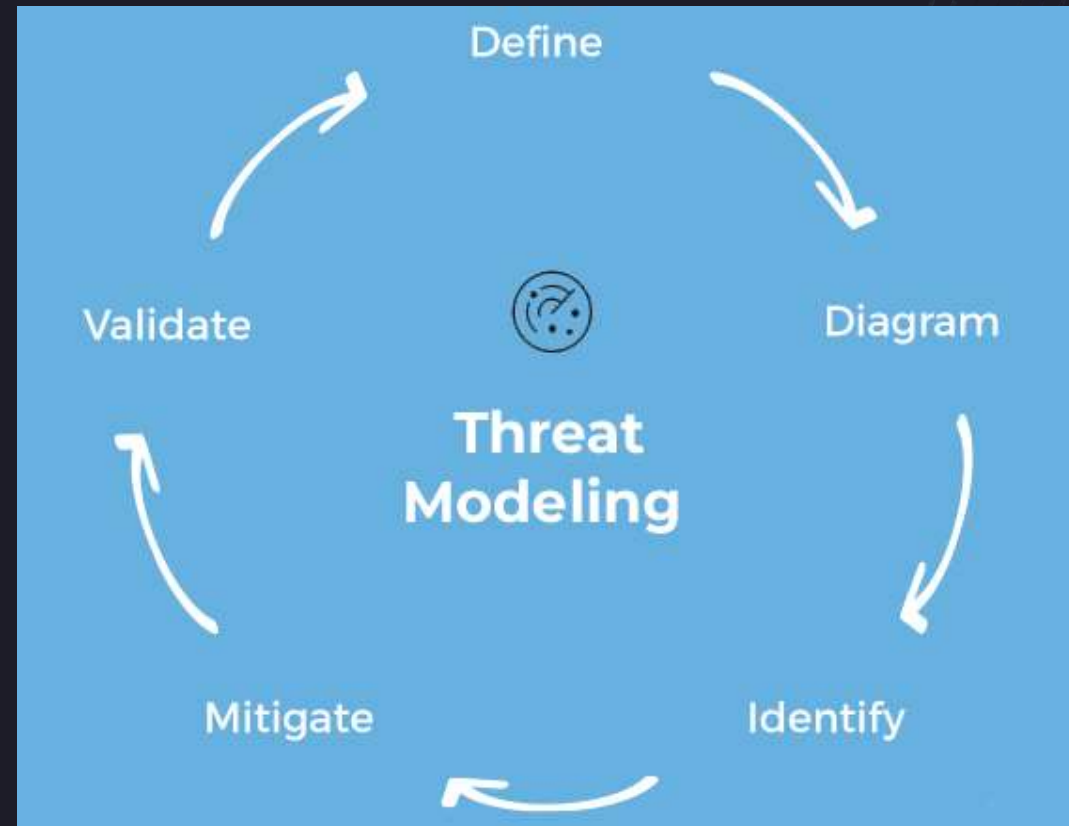 Define
Validate
Diagram
Threat
Modeling
Mitigate
Identify